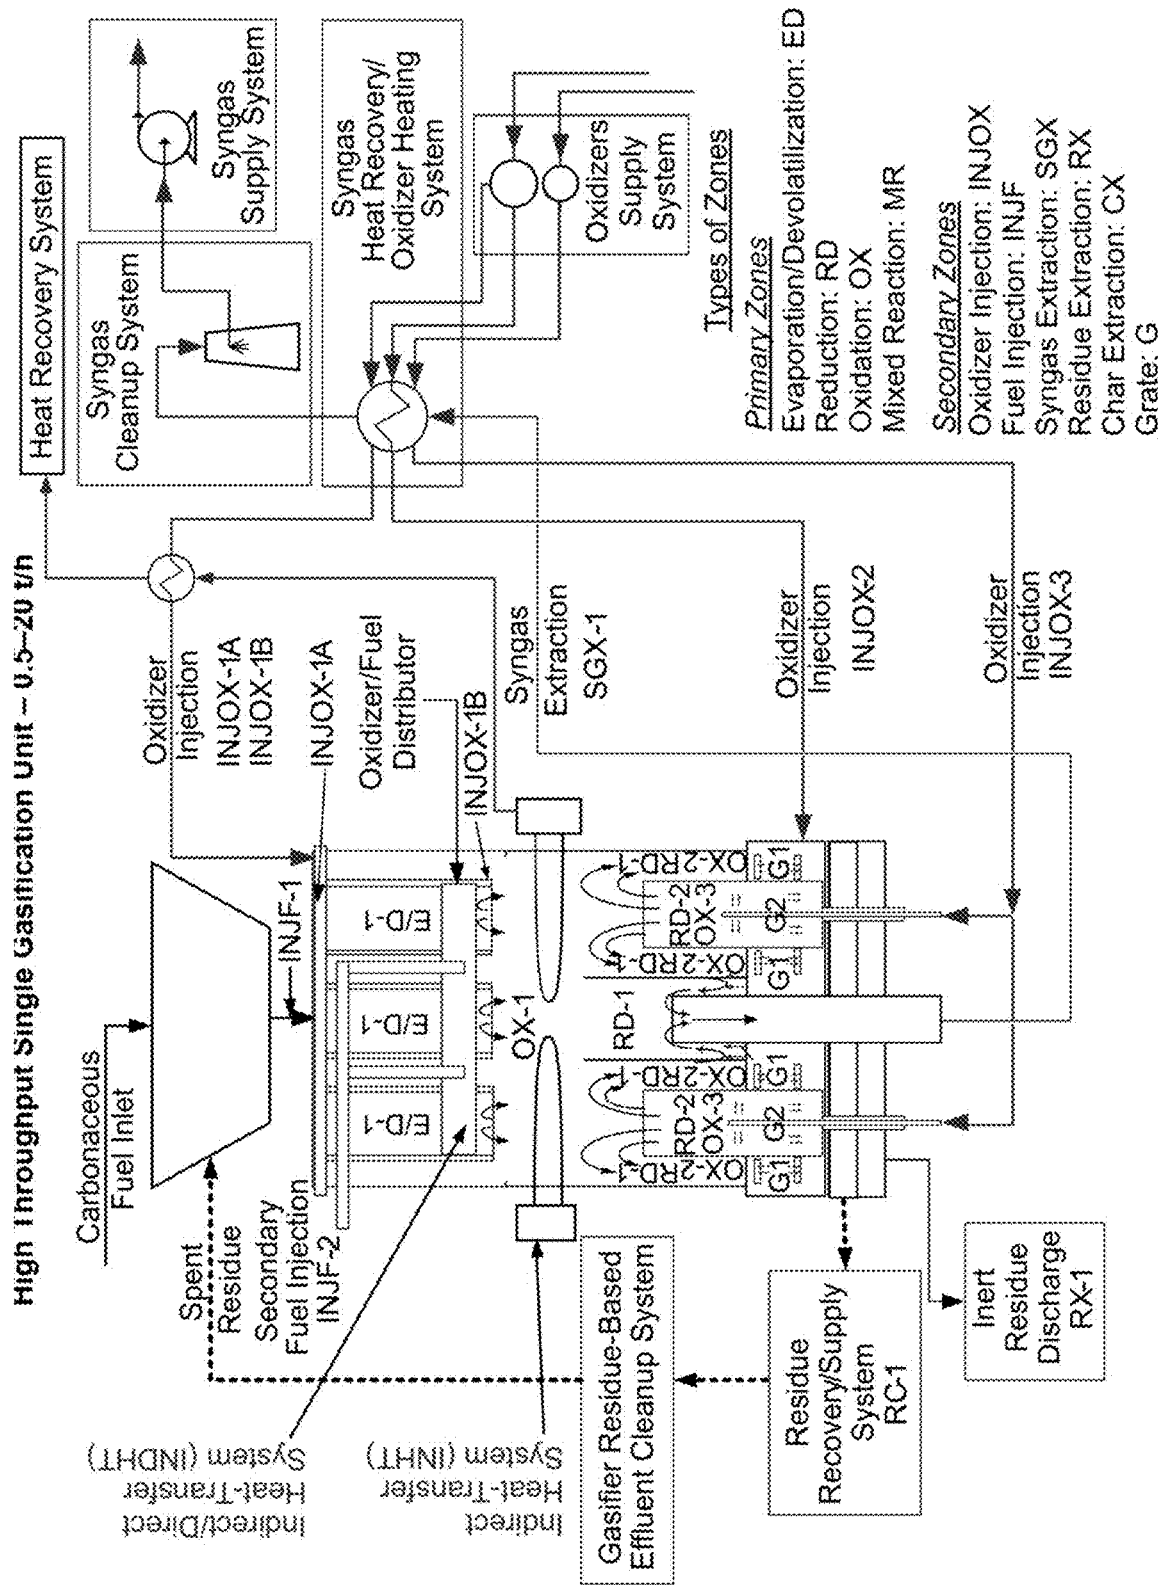 High Throughput Single Gasification Unit – 0.5–20 t/h
Carbonaceous
Fuel Inlet
Spent
Residue
Secondary
Fuel Injection
INJF-2
INJF-1
Indirect/Direct
Heat-Transfer
System (INDHT)
Indirect
Heat-Transfer
System (INHT)
Gasifier Residue-Based
Effluent Cleanup System
Residue
Recovery/Supply
System
RC-1
Inert
Residue
Discharge
RX-1
E/D-1
E/D-1
E/D-1
OX-1
OX-2
RD-1
RD-2
OX-3
OX-2
RD-1
RD-1
OX-2
RD-1
RD-2
OX-3
OX-2
RD-1
G1
G2
G1
G1
G2
G1
Oxidizer
Injection
INJOX-1A
INJOX-1B
INJOX-1A
Oxidizer/Fuel
Distributor
INJOX-1B
Syngas
Extraction
SGX-1
Oxidizer
Injection
INJOX-2
Oxidizer
Injection
INJOX-3
Heat Recovery System
Syngas
Cleanup System
Syngas
Supply System
Syngas
Heat Recovery/
Oxidizer Heating
System
Oxidizers
Supply
System
Types of Zones
Primary Zones
Evaporation/Devolatilization: ED
Reduction: RD
Oxidation: OX
Mixed Reaction: MR
Secondary Zones
Oxidizer Injection: INJOX
Fuel Injection: INJF
Syngas Extraction: SGX
Residue Extraction: RX
Char Extraction: CX
Grate: G